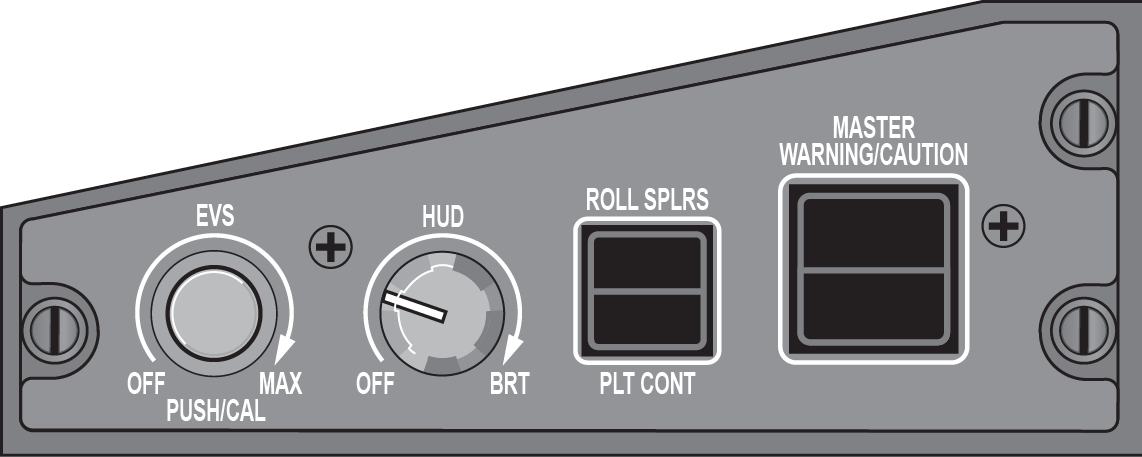 EVS
OFF
MAX
PUSH/CAL
HUD
OFF
BRT
ROLL SPLRS
PLT CONT
MASTER
WARNING/CAUTION